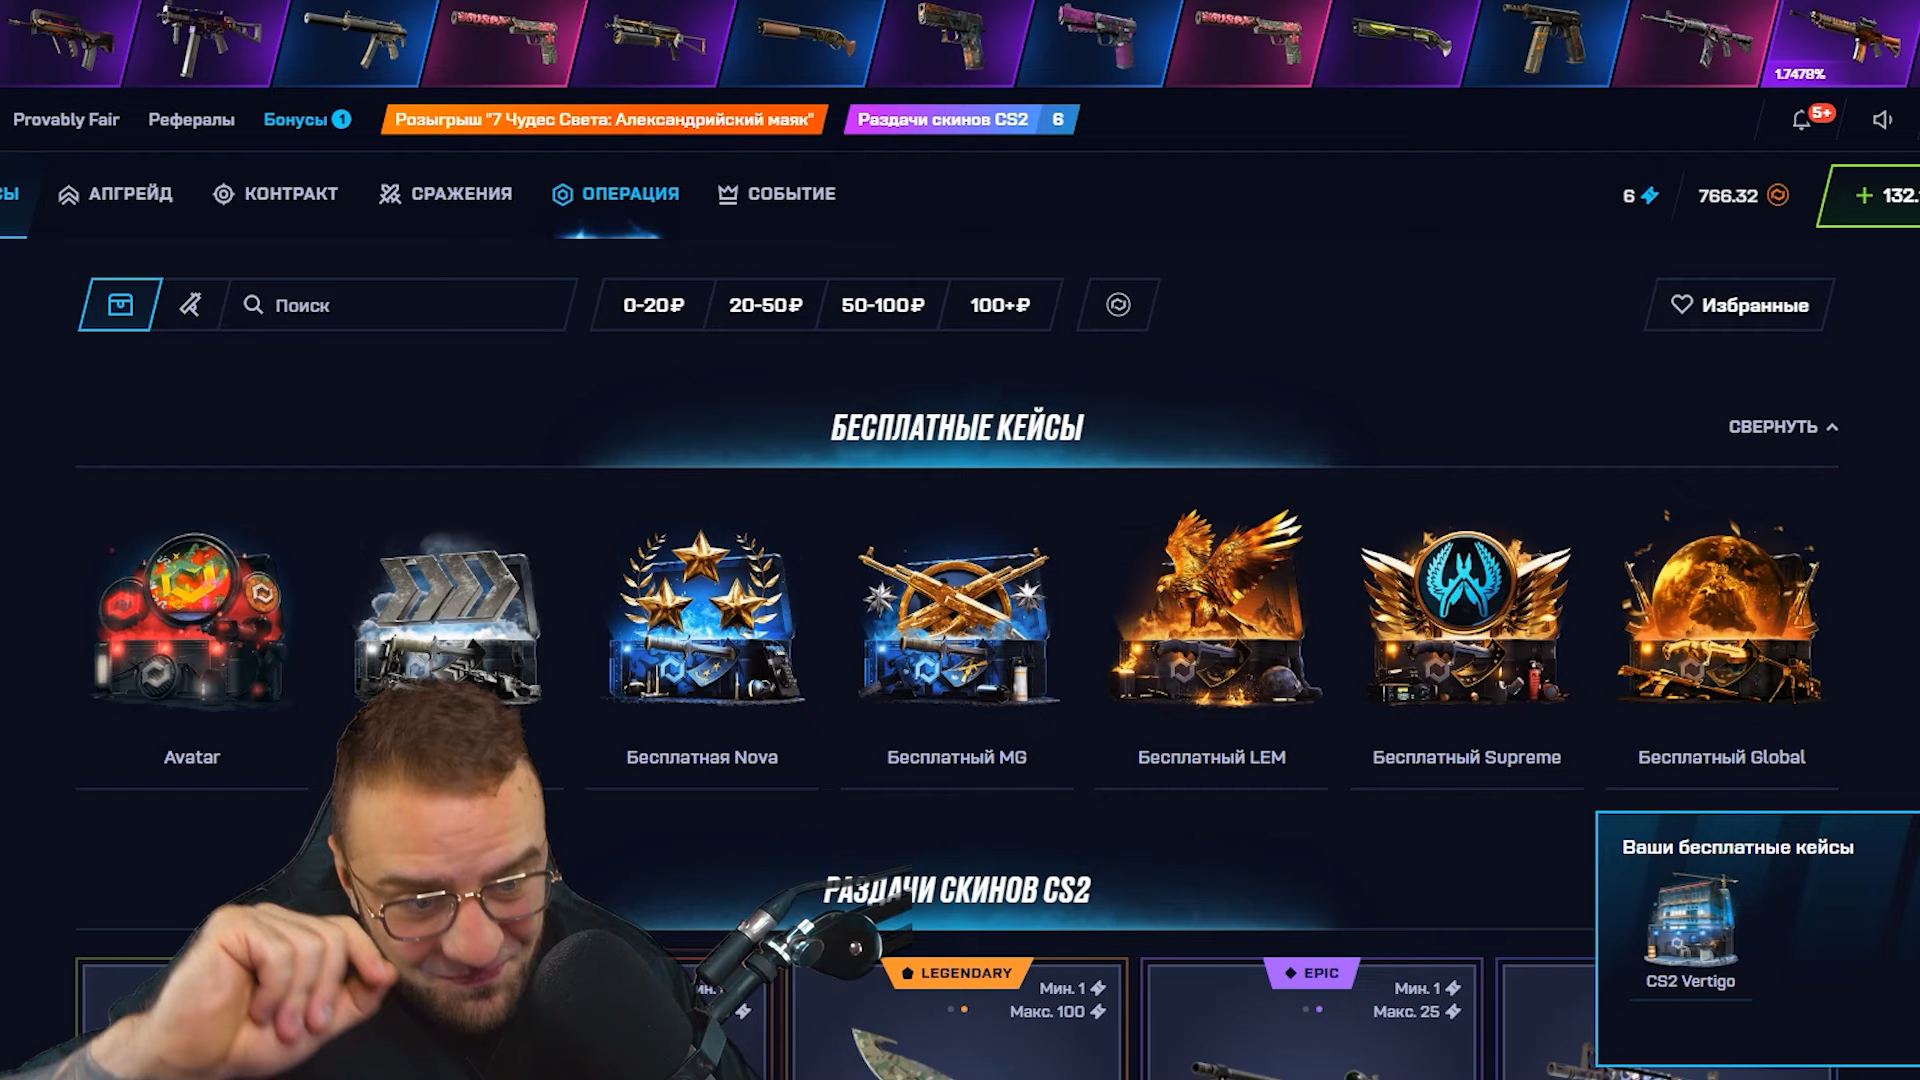 1.7478%
Provably Fair
Рефералы
Бонусы 1
Розыгрыш "7 Чудес Света: Александрийский маяк"
Раздачи скинов CS2 6
5+
СЫ
АПГРЕЙД
КОНТРАКТ
СРАЖЕНИЯ
ОПЕРАЦИЯ
СОБЫТИЕ
6
766.32
+ 132.
Поиск
0-20₽
20-50₽
50-100₽
100+₽
Избранные
БЕСПЛАТНЫЕ КЕЙСЫ
СВЕРНУТЬ
Avatar
Бесплатная Nova
Бесплатный MG
Бесплатный LEM
Бесплатный Supreme
Бесплатный Global
Ваши бесплатные кейсы
CS2 Vertigo
РАЗДАЧИ СКИНОВ CS2
LEGENDARY
Мин. 1
Макс. 100
EPIC
Мин. 1
Макс. 25